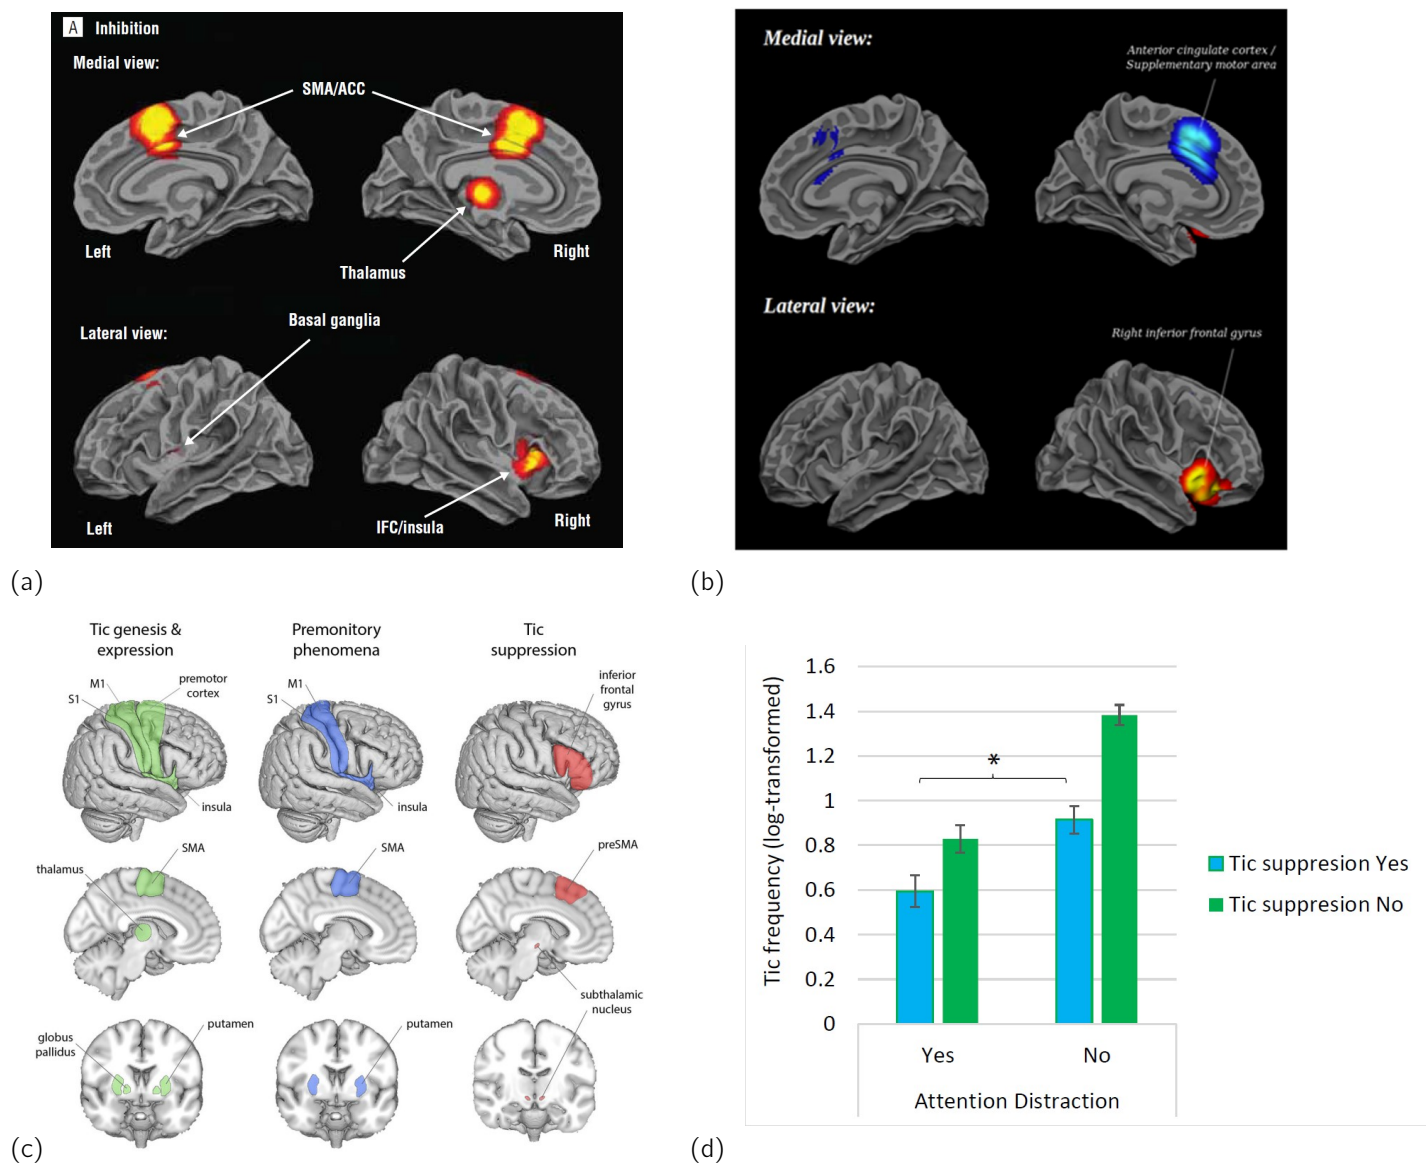 A Inhibition
Medial view:
SMA/ACC
Left
Right
Thalamus
Lateral view:
Basal ganglia
Left
IFC/insula
Right
(a)
Medial view:
Anterior cingulate cortex /
Supplementary motor area
Lateral view:
Right inferior frontal gyrus
(b)
Tic genesis &
expression
M1
S1
premotor
cortex
insula
thalamus
SMA
globus
pallidus
putamen
Premonitory
phenomena
M1
S1
insula
SMA
putamen
Tic
suppression
inferior
frontal
gyrus
preSMA
subthalamic
nucleus
(c)
Tic frequency (log-transformed)
1.6
1.4
1.2
1
0.8
0.6
0.4
0.2
0
*
Yes
No
Attention Distraction
Tic suppresion Yes
Tic suppresion No
(d)